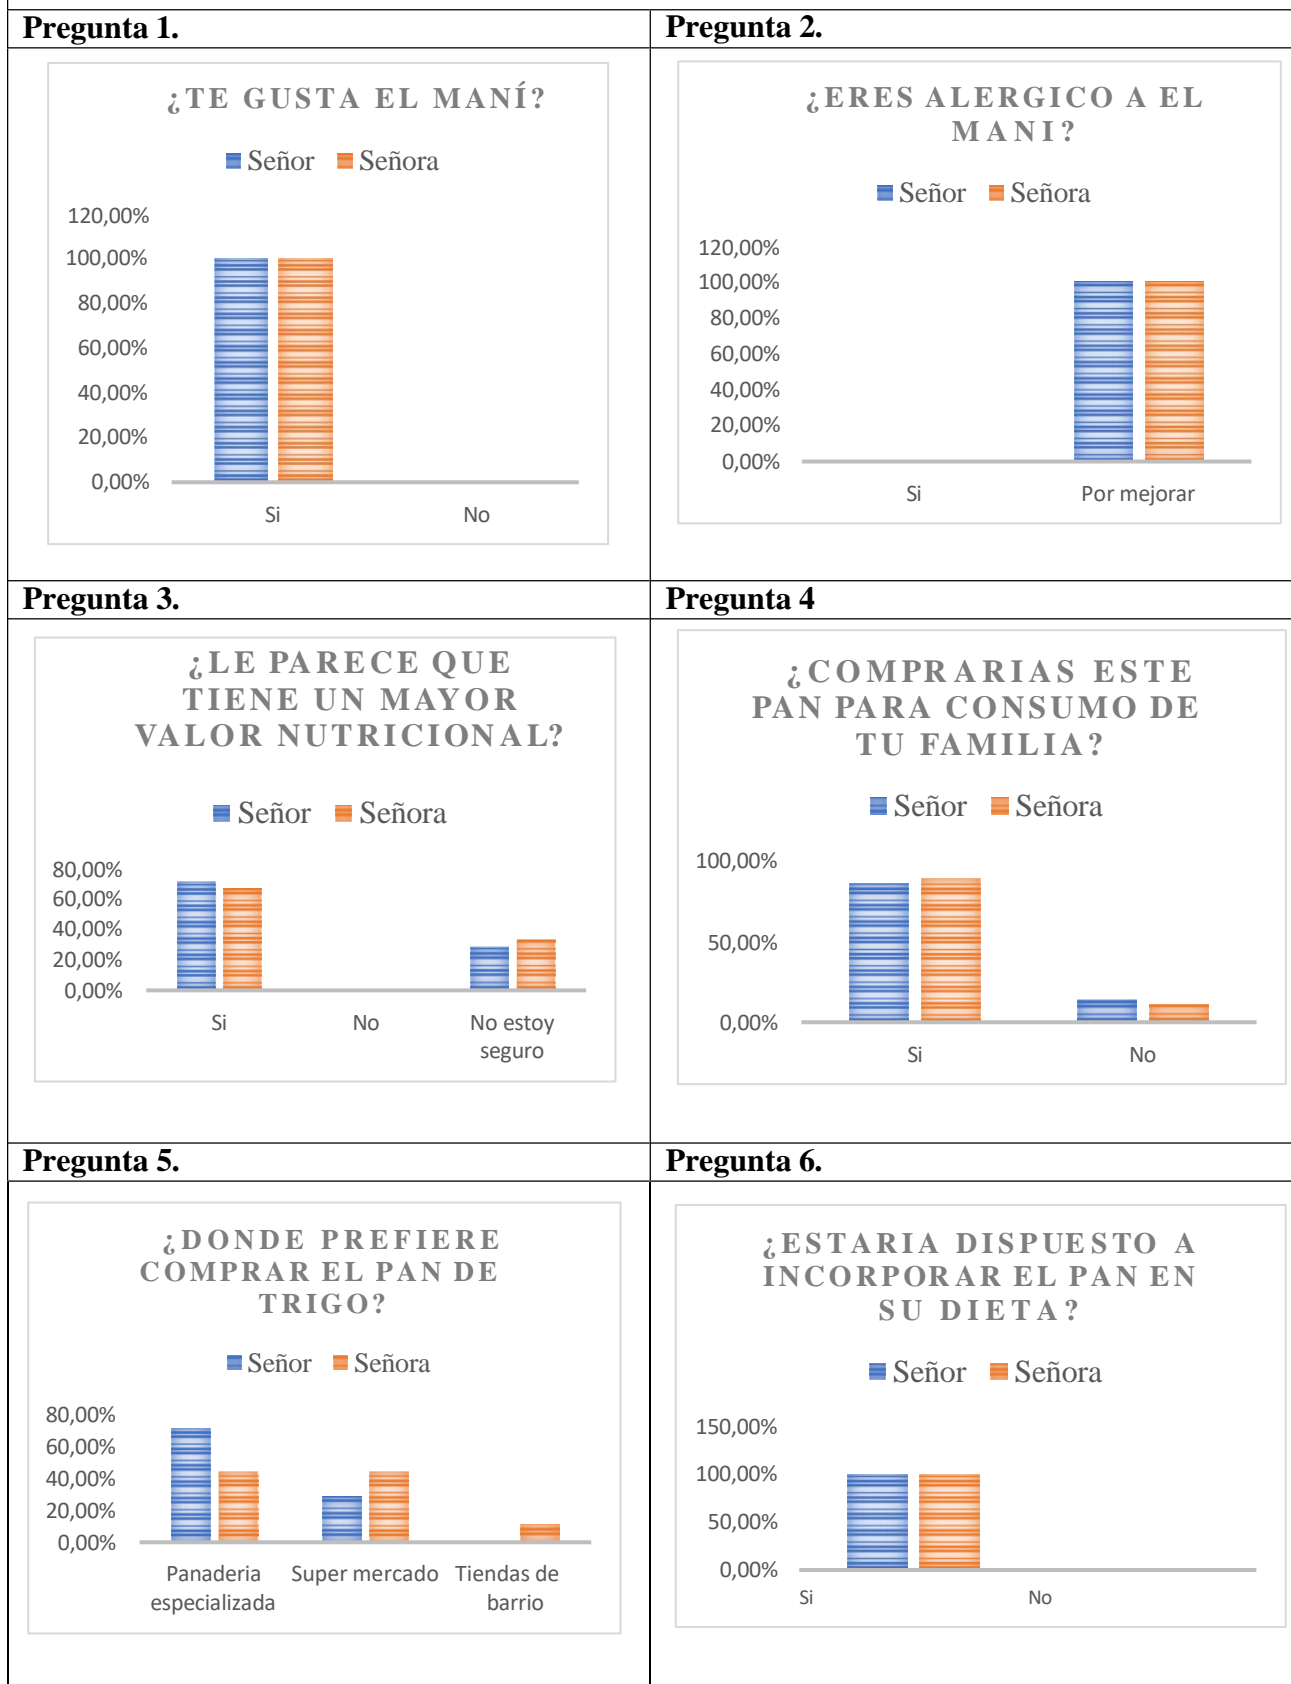 Pregunta 1.
Pregunta 2.
¿TE GUSTA EL MANÍ?
Señor Señora
120,00%
100,00%
80,00%
60,00%
40,00%
20,00%
0,00%
Si No
¿ERES ALERGICO A EL
MANI?
Señor Señora
120,00%
100,00%
80,00%
60,00%
40,00%
20,00%
0,00%
Si Por mejorar
Pregunta 3.
Pregunta 4
¿LE PARECE QUE
TIENE UN MAYOR
VALOR NUTRICIONAL?
Señor Señora
80,00%
60,00%
40,00%
20,00%
0,00%
Si No No estoy
seguro
¿COMPRARIAS ESTE
PAN PARA CONSUMO DE
TU FAMILIA?
Señor Señora
100,00%
50,00%
0,00%
Si No
Pregunta 5.
Pregunta 6.
¿DONDE PREFIERE
COMPRAR EL PAN DE
TRIGO?
Señor Señora
80,00%
60,00%
40,00%
20,00%
0,00%
Panaderia Super mercado Tiendas de
especializada barrio
¿ESTARIA DISPUESTO A
INCORPORAR EL PAN EN
SU DIETA?
Señor Señora
150,00%
100,00%
50,00%
0,00%
Si No